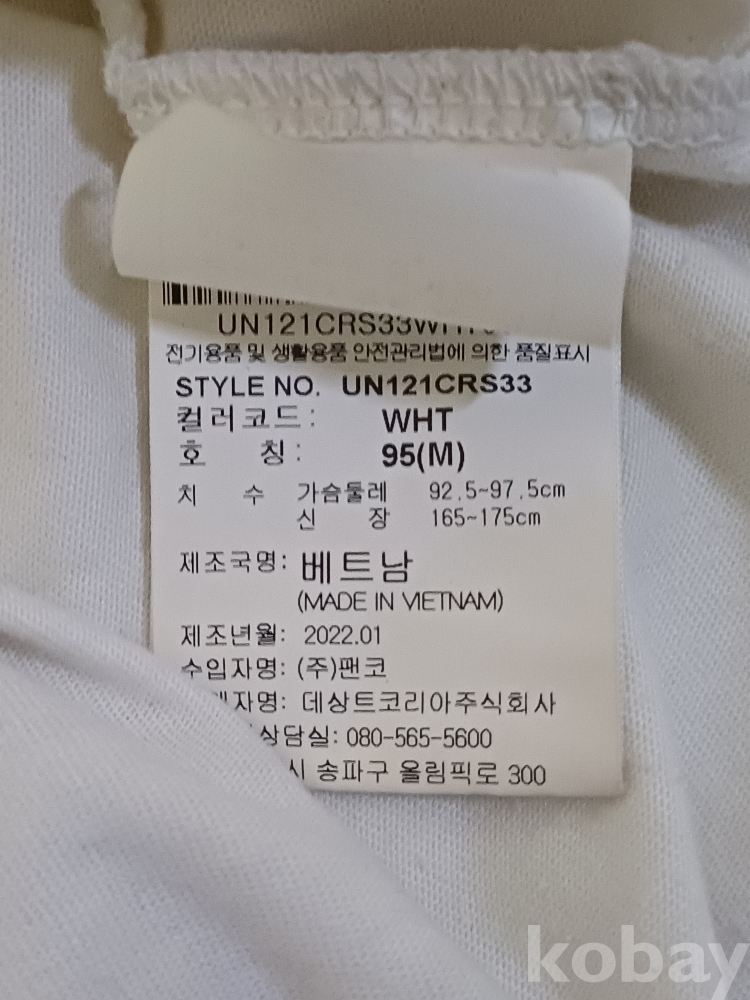 UN121CRS33WHT
전기용품 및 생활용품 안전관리법에 의한 품질표시
STYLE NO. UN121CRS33
컬러코드: WHT
호 칭: 95(M)
치 수 가슴둘레 92.5~97.5cm
신 장 165~175cm
제조국명: 베트남
(MADE IN VIETNAM)
제조년월: 2022.01
수입자명: (주)팬코
자명: 데상트코리아주식회사
상담실: 080-565-5600
시 송파구 올림픽로 300
kobay